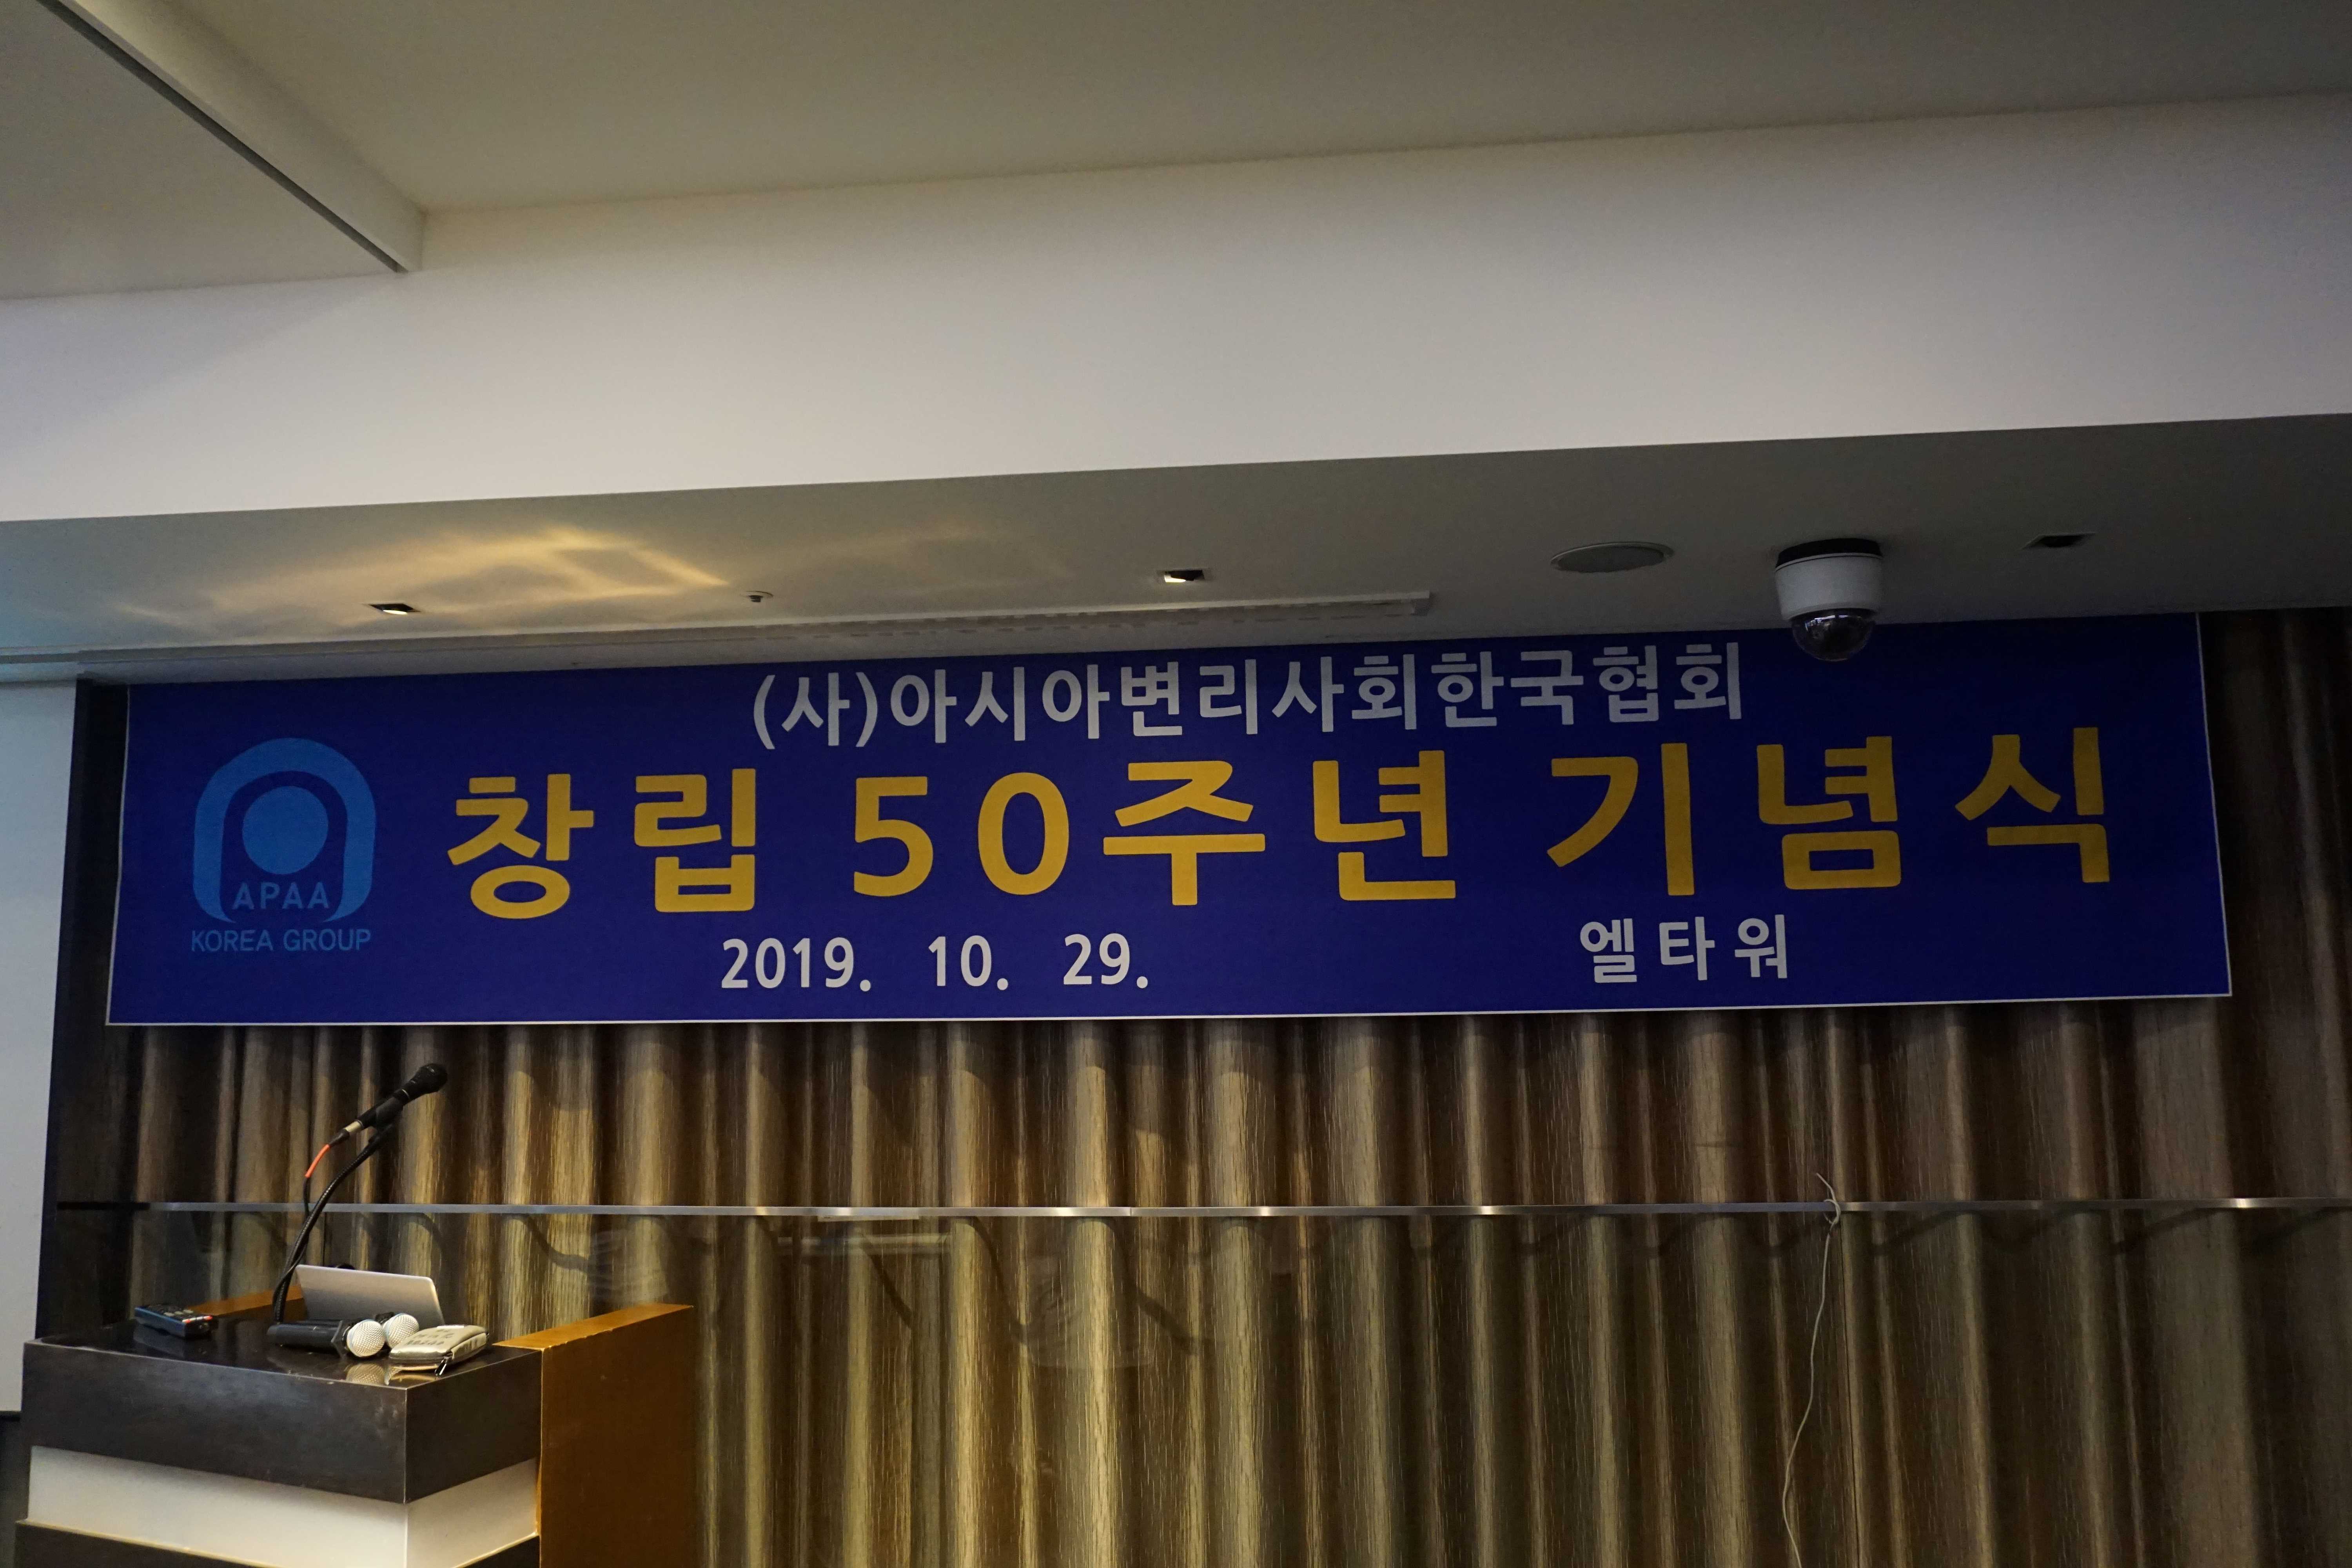 (사)아시아변리사회한국협회
창립 50주년 기념식
APAA
KOREA GROUP
2019. 10. 29.
엘타워